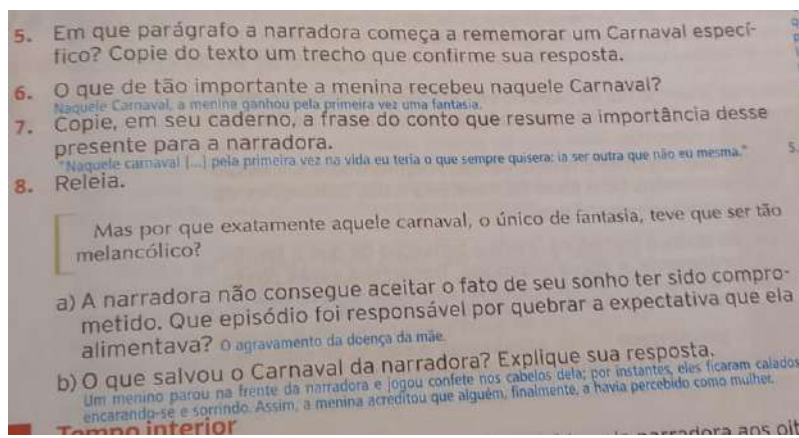 5. Em que parágrafo a narradora começa a rememorar um Carnaval especí-
fico? Copie do texto um trecho que confirme sua resposta.
6. O que de tão importante a menina recebeu naquele Carnaval?
Naquele Carnaval, a menina ganhou pela primeira vez uma fantasia.
7. Copie, em seu caderno, a frase do conto que resume a importância desse
presente para a narradora.
"Naquele carnaval [...] pela primeira vez na vida eu teria o que sempre quisera: ia ser outra que não eu mesma."
5.
8. Releia.
Mas por que exatamente aquele carnaval, o único de fantasia, teve que ser tão
melancólico?
a) A narradora não consegue aceitar o fato de seu sonho ter sido compro-
metido. Que episódio foi responsável por quebrar a expectativa que ela
alimentava? O agravamento da doença da mãe.
b) O que salvou o Carnaval da narradora? Explique sua resposta.
Um menino parou na frente da narradora e jogou confete nos cabelos dela; por instantes, eles ficaram calados
encarando-se e sorrindo. Assim, a menina acreditou que alguém, finalmente, a havia percebido como mulher.
Tempo interior
narradora aos oit